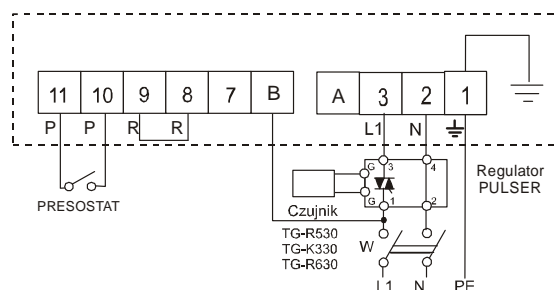 11 10 9 8 7 B A 3 2 1
P P R R L1 N
G 3 4
Regulator
PULSER
G 1 2
PRESOSTAT
Czujnik
TG-R530
TG-K330
TG-R630
W
L1 N PE